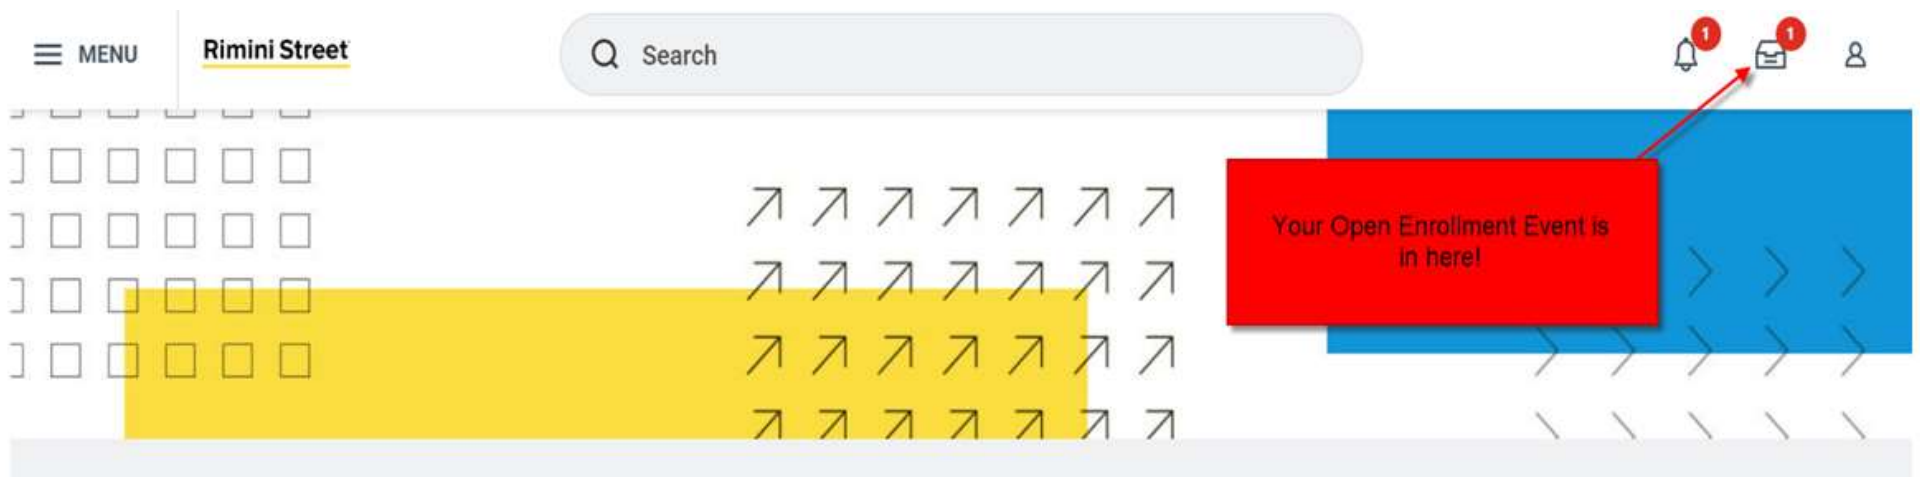 MENU
Rimini Street
Search
1
1
Your Open Enrollment Event is
in here!